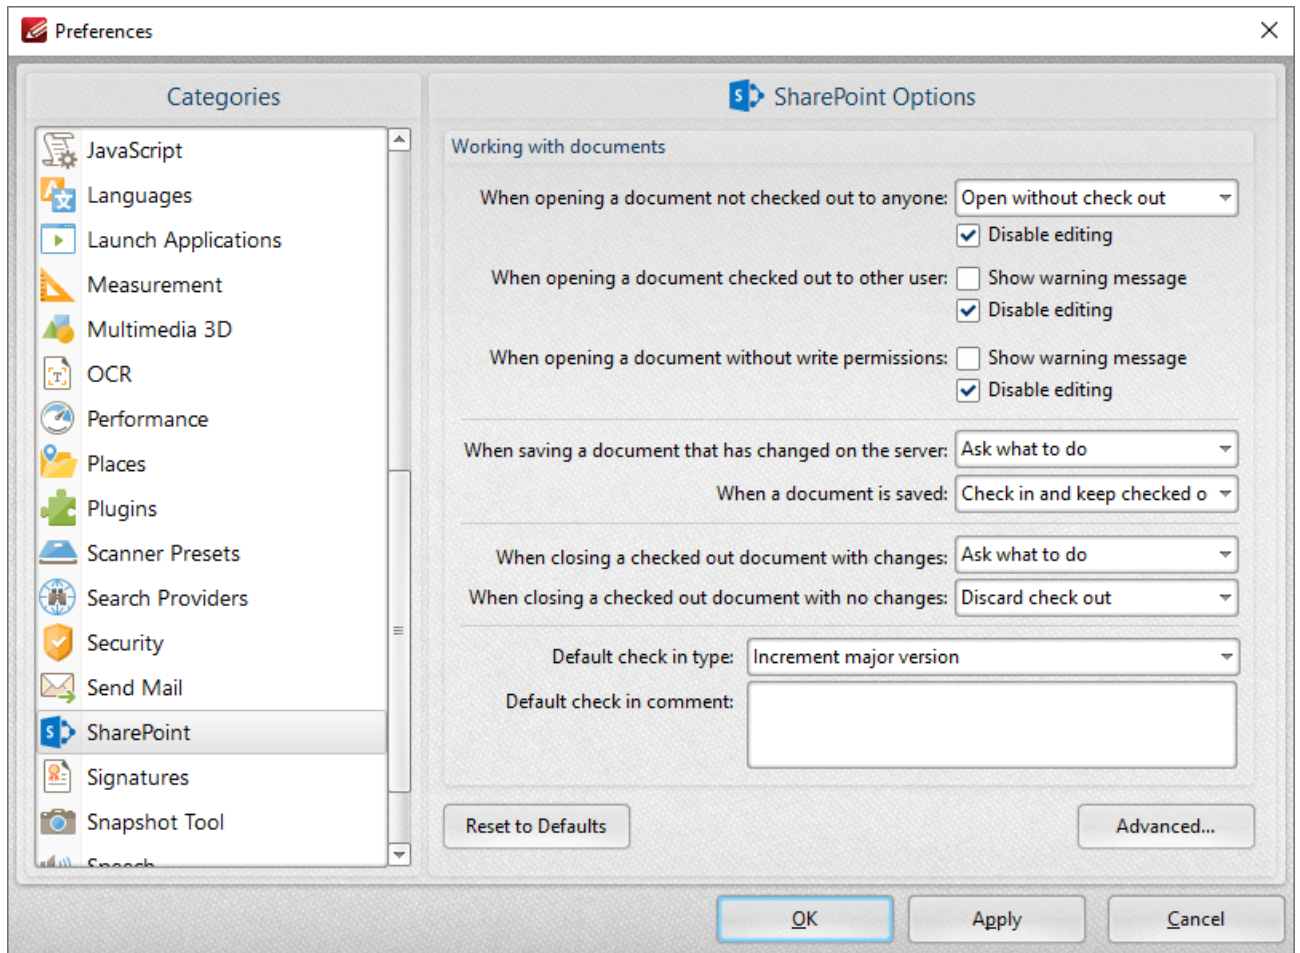 Preferences
Categories
JavaScript
Languages
Launch Applications
Measurement
Multimedia 3D
OCR
Performance
Places
Plugins
Scanner Presets
Search Providers
Security
Send Mail
SharePoint
Signatures
Snapshot Tool
Speech
SharePoint Options
Working with documents
When opening a document not checked out to anyone: Open without check out
Disable editing
When opening a document checked out to other user: Show warning message
Disable editing
When opening a document without write permissions: Show warning message
Disable editing
When saving a document that has changed on the server: Ask what to do
When a document is saved: Check in and keep checked o
When closing a checked out document with changes: Ask what to do
When closing a checked out document with no changes: Discard check out
Default check in type: Increment major version
Default check in comment:
Reset to Defaults Advanced...
OK Apply Cancel